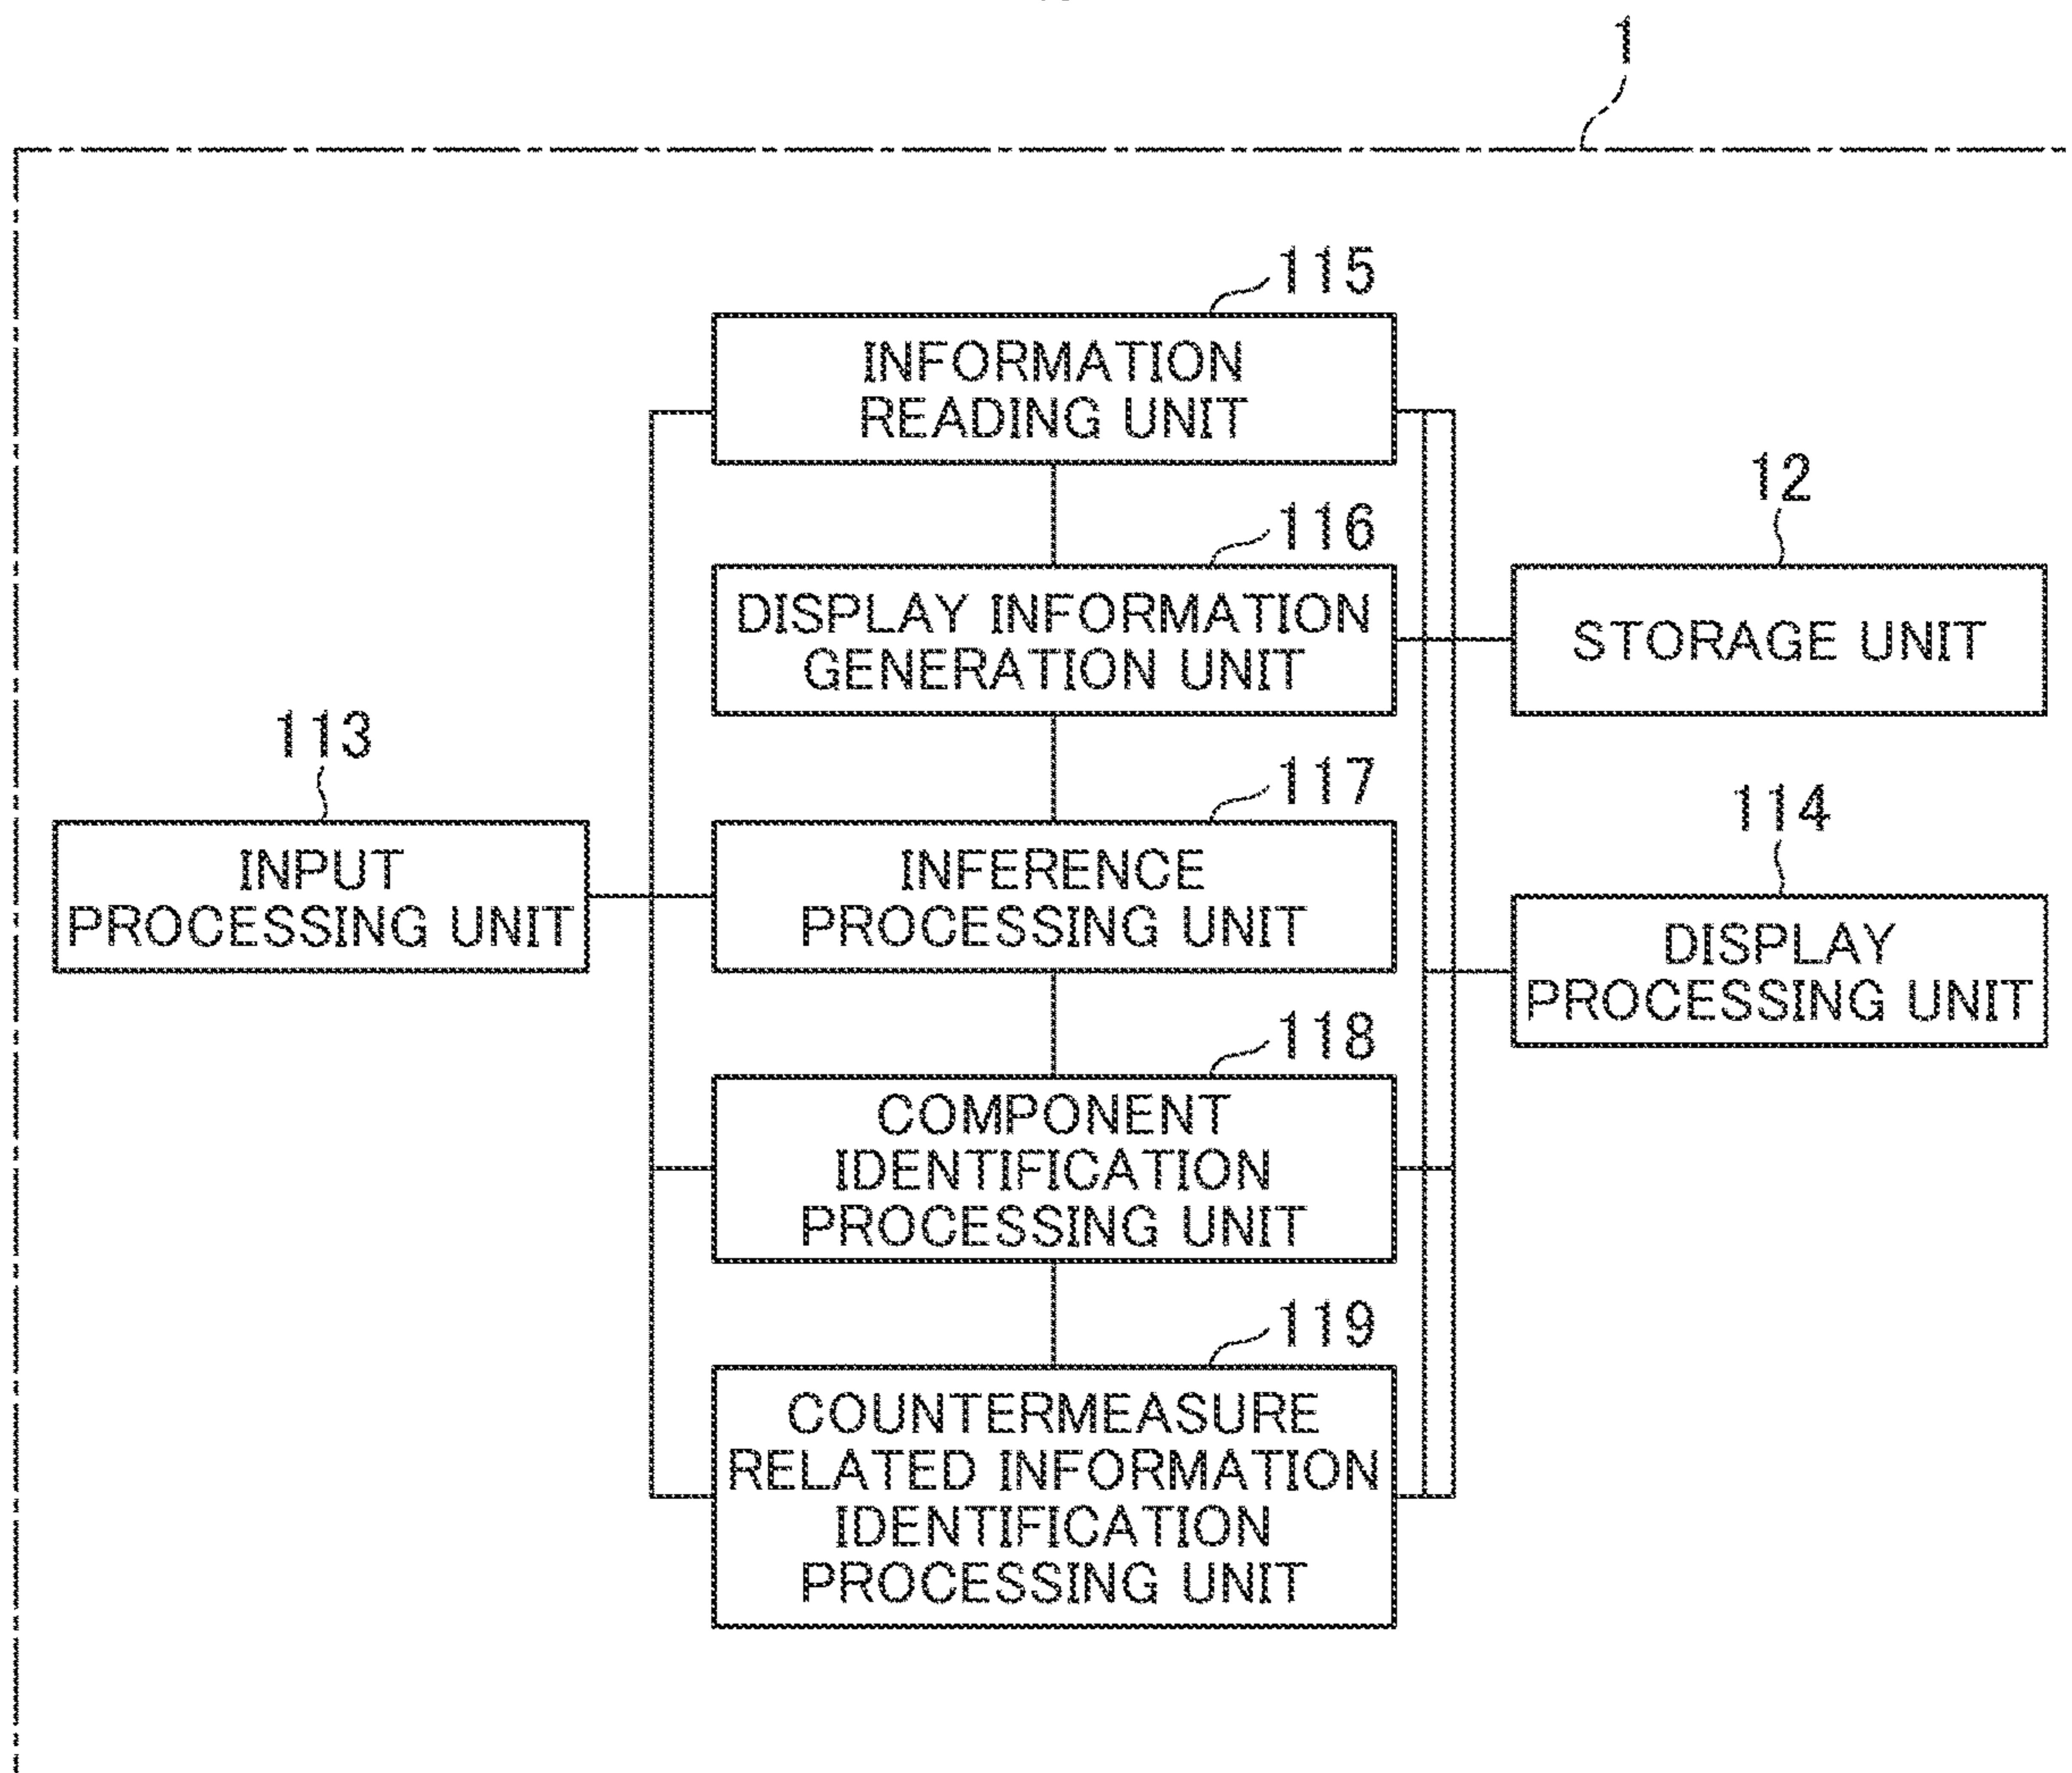 1
115
INFORMATION
READING UNIT
116
DISPLAY INFORMATION
GENERATION UNIT
12
STORAGE UNIT
113
INPUT
PROCESSING UNIT
117
INFERENCE
PROCESSING UNIT
114
DISPLAY
PROCESSING UNIT
118
COMPONENT
IDENTIFICATION
PROCESSING UNIT
119
COUNTERMEASURE
RELATED INFORMATION
IDENTIFICATION
PROCESSING UNIT